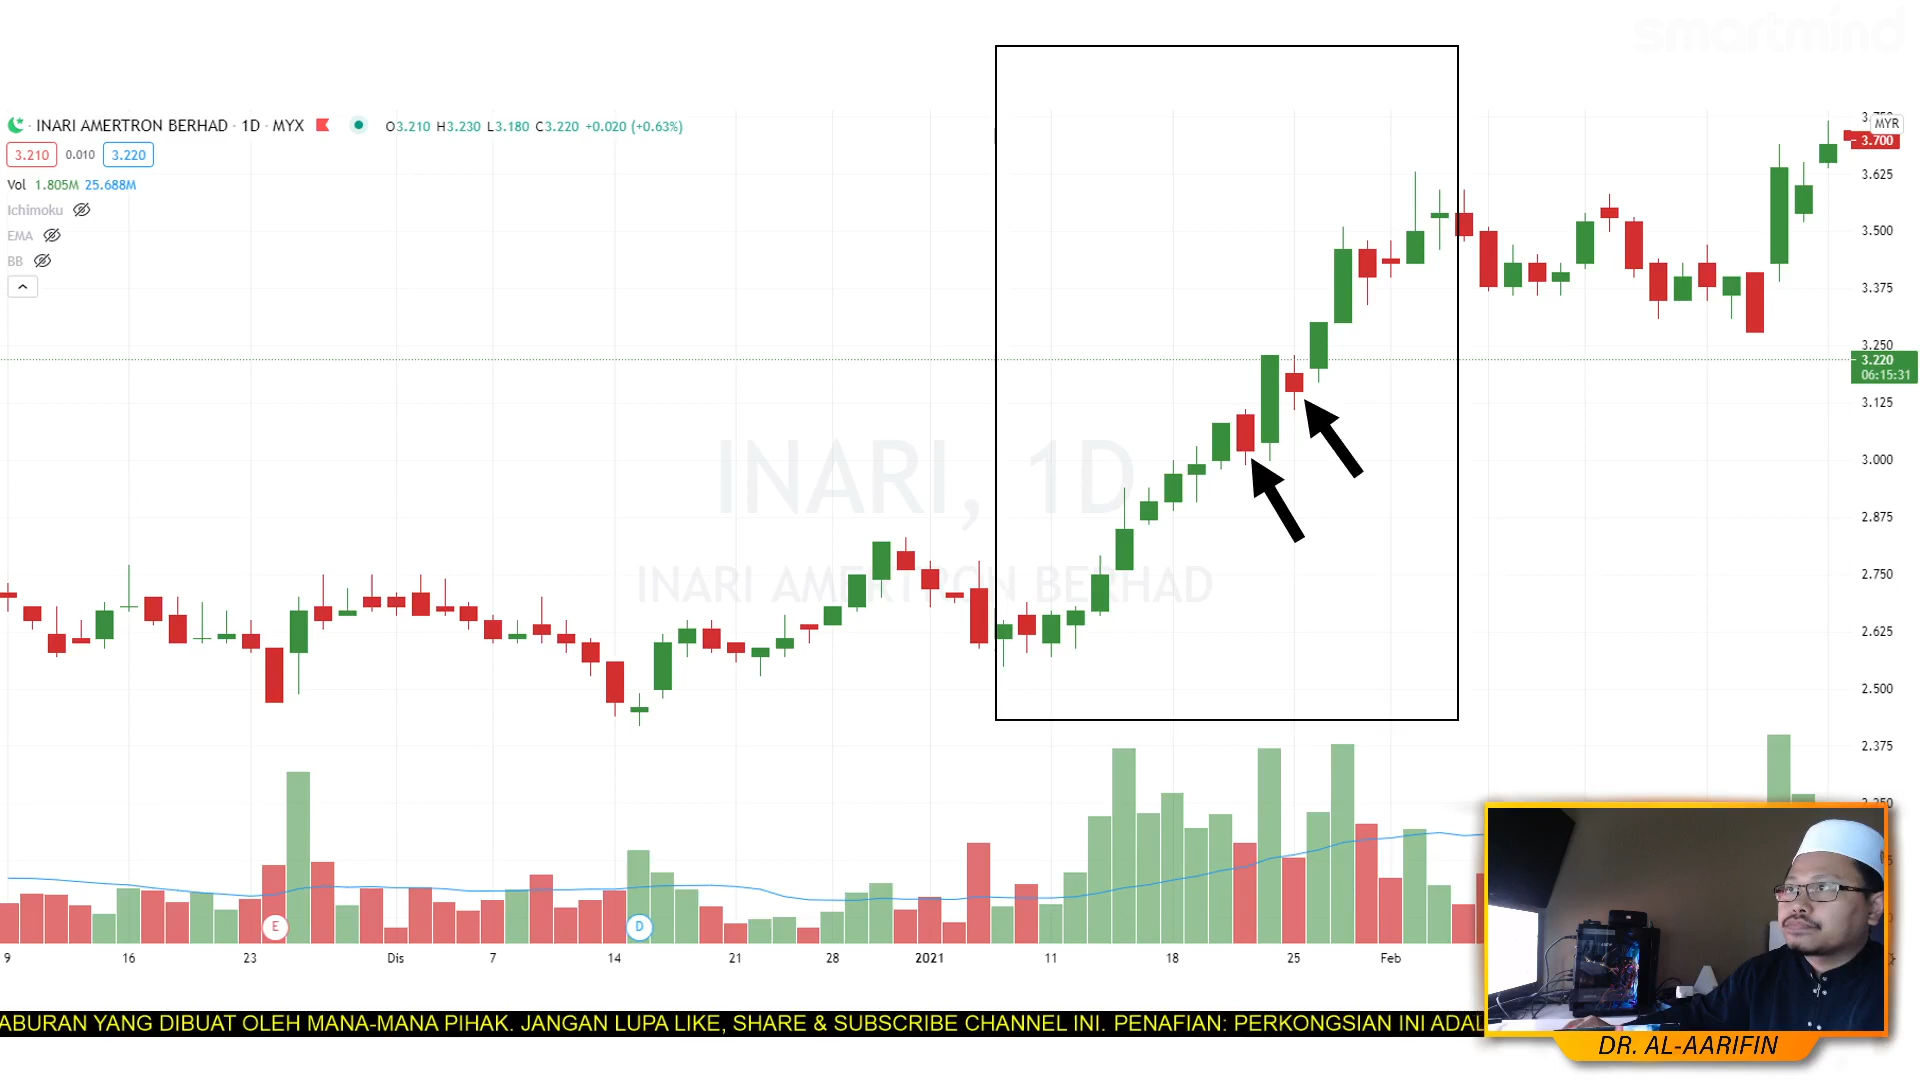 smartmind
INARI AMERTRON BERHAD · 1D · MYX O3.210 H3.230 L3.180 C3.220 +0.020 (+0.63%)
3.210 0.010 3.220
Vol 1.805M 25.688M
Ichimoku
EMA
BB
MYR
3.700
3.625
3.500
3.375
3.250
3.220
06:15:31
3.125
3.000
2.875
2.750
2.625
2.500
2.375
INARI, 1D
INARI AMERTRON BERHAD
E
D
9 16 23 Dis 7 14 21 28 2021 11 18 25 Feb
ABURAN YANG DIBUAT OLEH MANA-MANA PIHAK. JANGAN LUPA LIKE, SHARE & SUBSCRIBE CHANNEL INI. PENAFIAN: PERKONGSIAN INI ADAL
DR. AL-AARIFIN